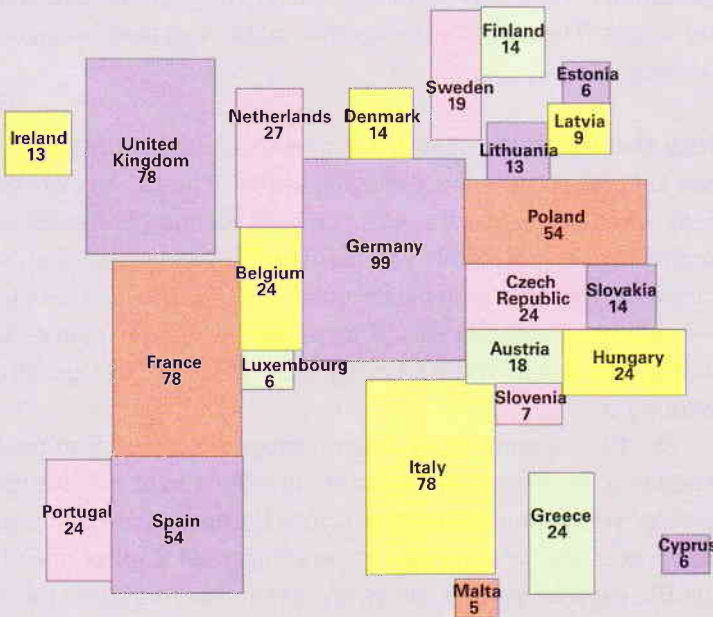 Finland
14
Sweden
19
Estonia
6
Latvia
9
Lithuania
13
Ireland
13
United
Kingdom
78
Netherlands
27
Denmark
14
Germany
99
Poland
54
Belgium
24
Czech
Republic
24
Slovakia
14
France
78
Luxembourg
6
Austria
18
Hungary
24
Slovenia
7
Italy
78
Portugal
24
Spain
54
Greece
24
Cyprus
6
Malta
5